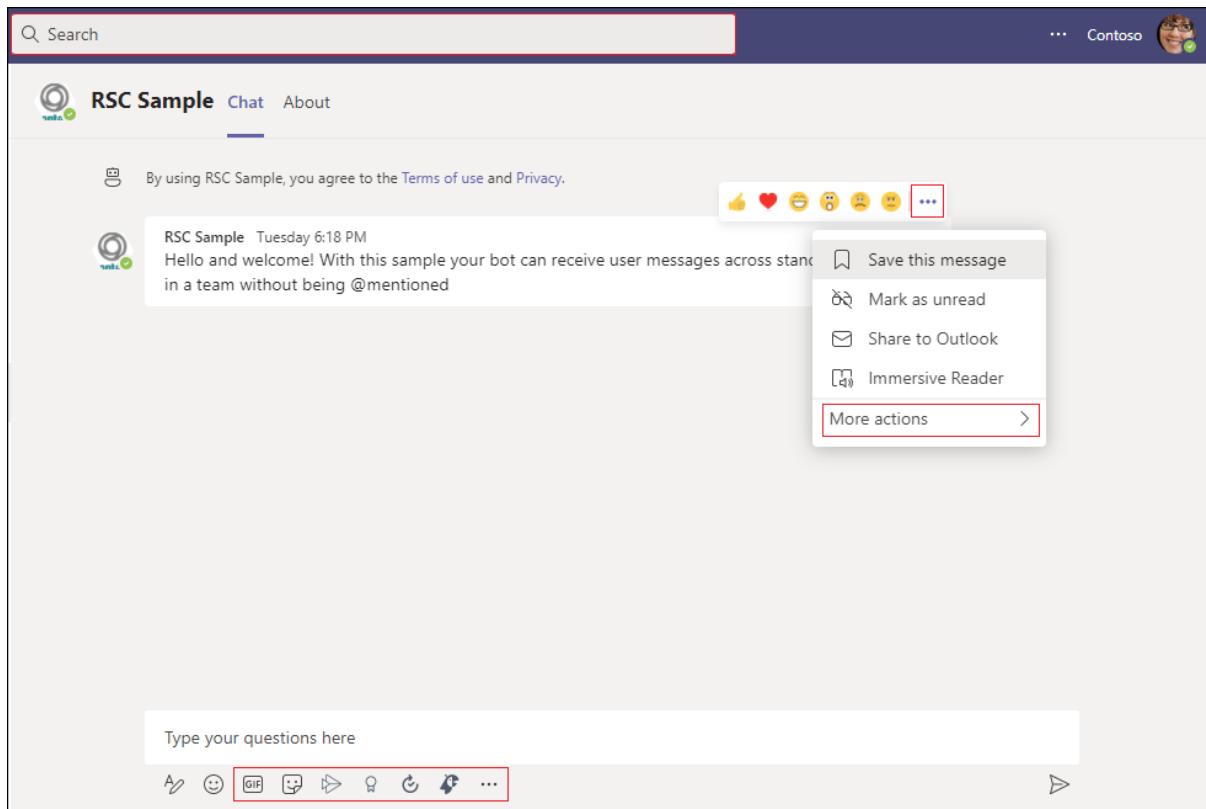 Search
Contoso
RSC Sample Chat About
By using RSC Sample, you agree to the Terms of use and Privacy.
RSC Sample Tuesday 6:18 PM
Hello and welcome! With this sample your bot can receive user messages across
in a team without being @mentioned
Save this message
Mark as unread
Share to Outlook
Immersive Reader
More actions
Type your questions here
GIF